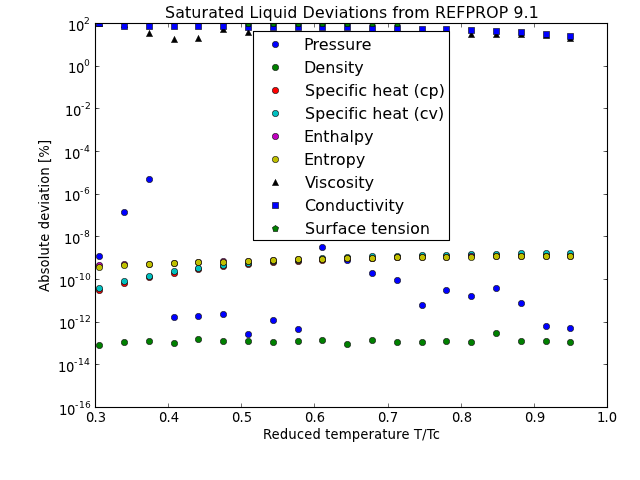 Saturated Liquid Deviations from REFPROP 9.1
10^2
10^0
10^-2
10^-4
10^-6
10^-8
10^-10
10^-12
10^-14
10^-16
Absolute deviation [%]
Pressure
Density
Specific heat (cp)
Specific heat (cv)
Enthalpy
Entropy
Viscosity
Conductivity
Surface tension
0.3 0.4 0.5 0.6 0.7 0.8 0.9 1.0
Reduced temperature T/Tc